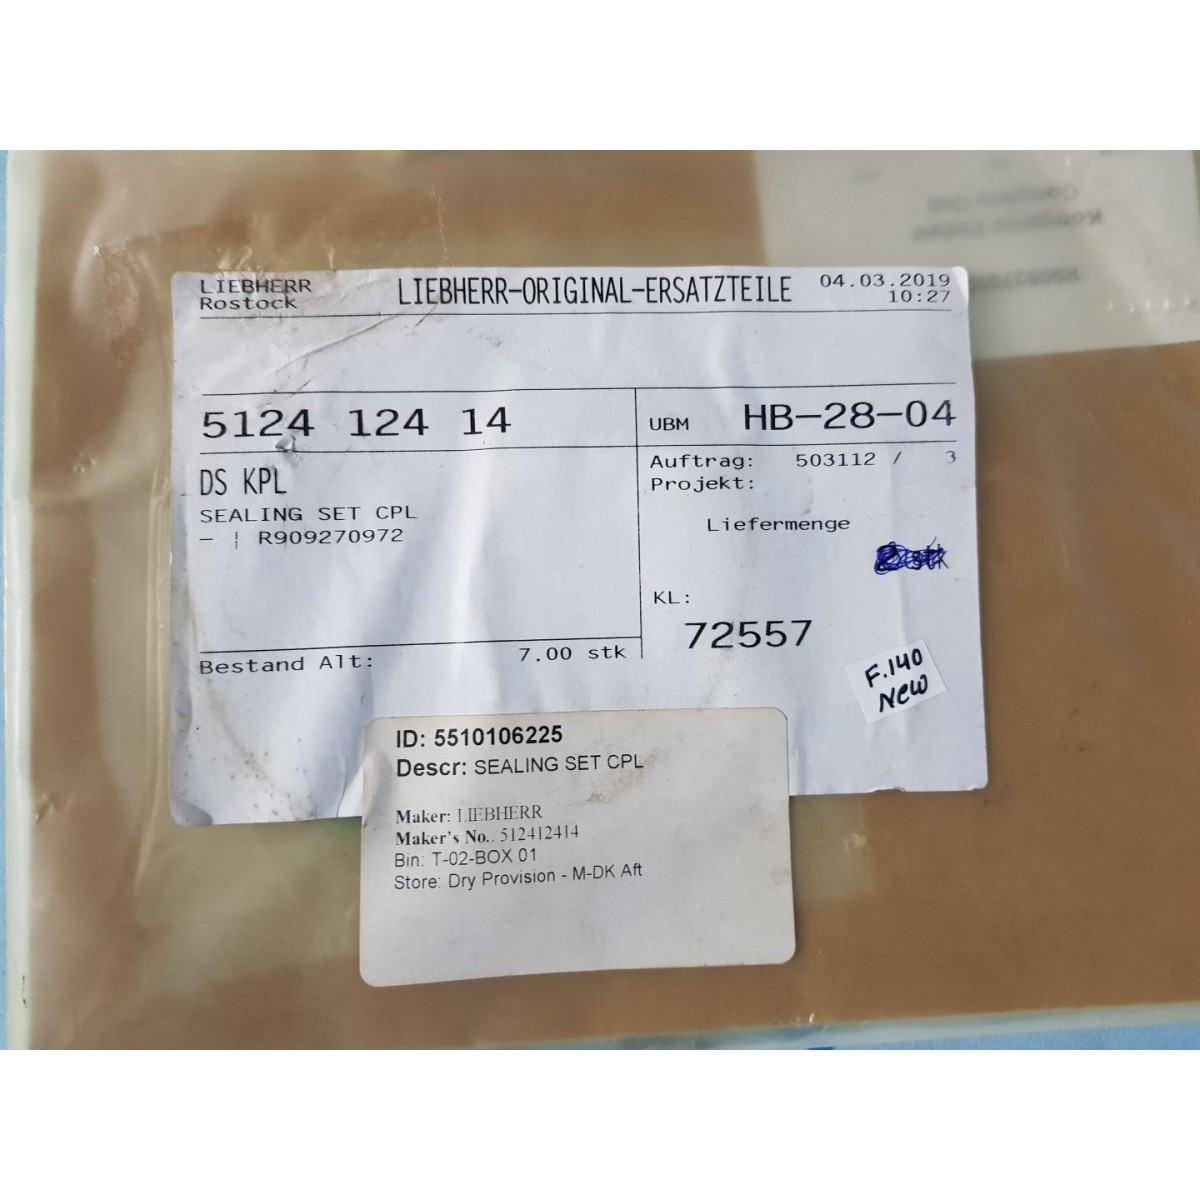 LIEBHERR
Rostock
LIEBHERR-ORIGINAL-ERSATZTEILE
04.03.2019
10:27
5124 124 14
DS KPL
SEALING SET CPL
- ¦ R909270972
Bestand Alt: 7.00 stk
UBM HB-28-04
Auftrag: 503112 / 3
Projekt:
Liefermenge
stk
KL:
72557
F.140
New
ID: 5510106225
Descr: SEALING SET CPL
Maker: LIEBHERR
Maker's No.. 512412414
Bin: T-02-BOX 01
Store: Dry Provision - M-DK Aft